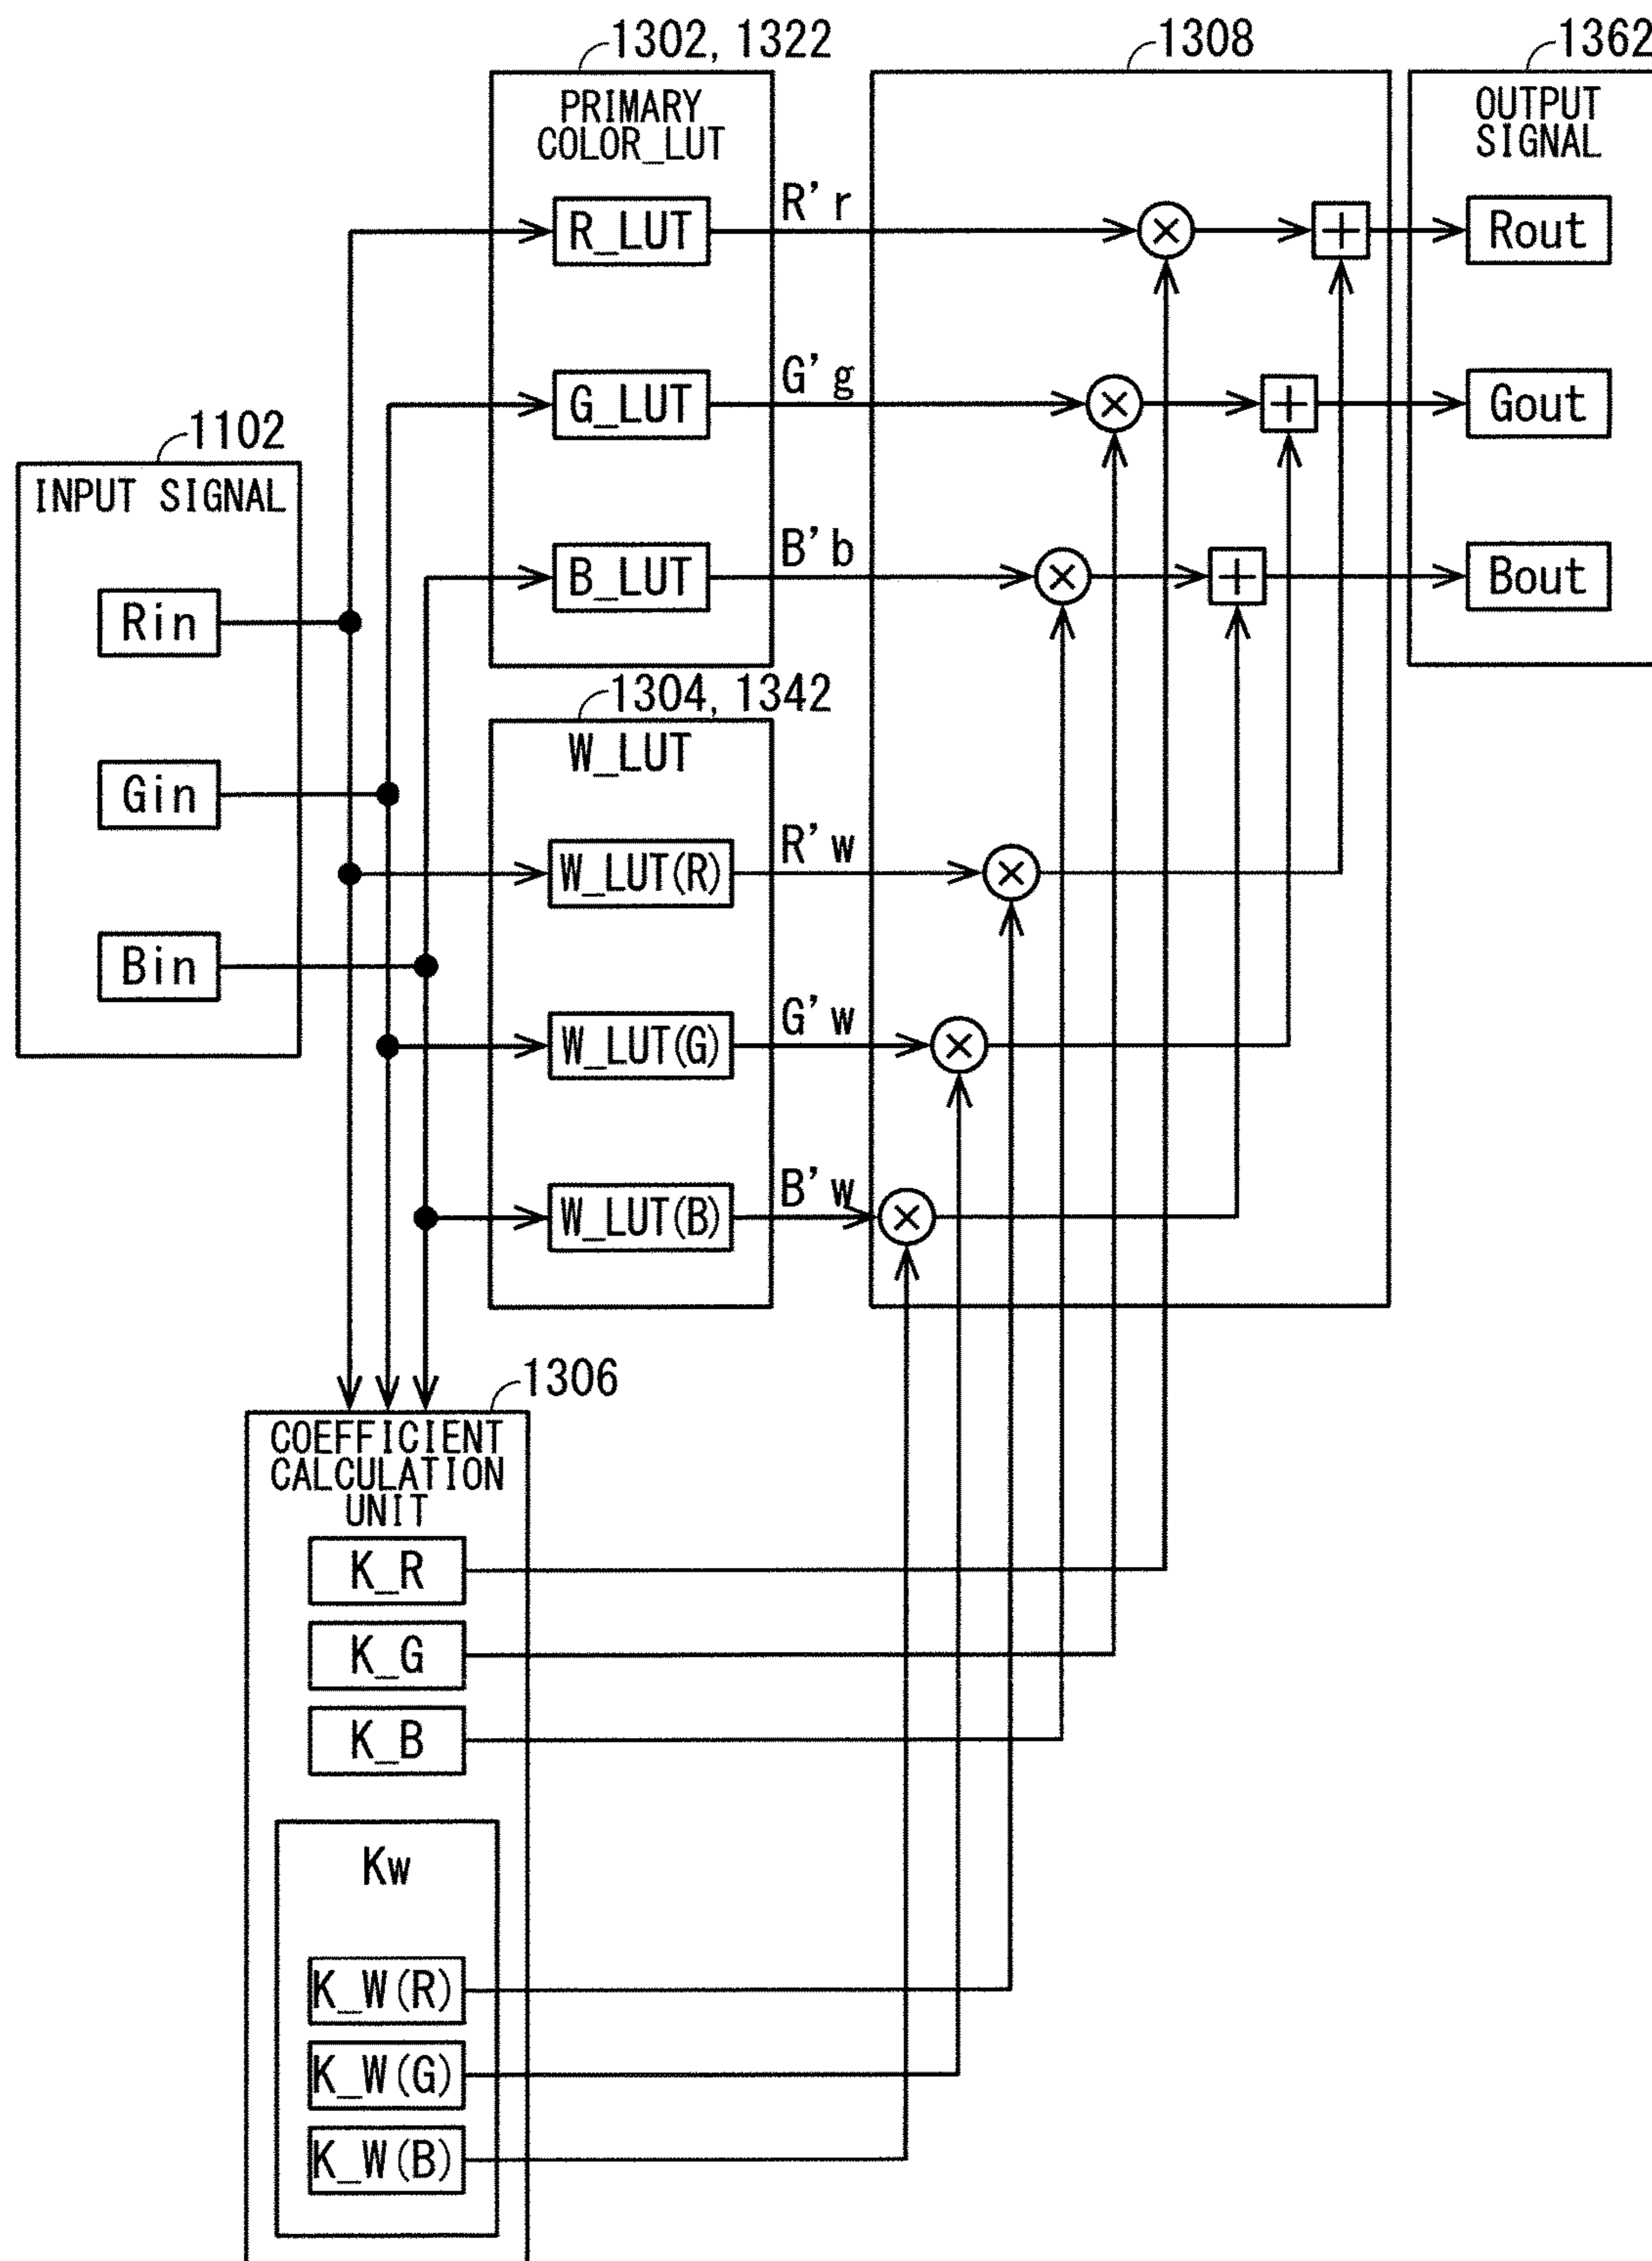 1302, 1322
1308
1362
PRIMARY
COLOR_LUT
OUTPUT
SIGNAL
R_LUT
R'r
×
+
Rout
G_LUT
G'g
×
+
Gout
B_LUT
B'b
×
+
Bout
1102
INPUT SIGNAL
Rin
Gin
Bin
1304, 1342
W_LUT
W_LUT(R)
R'w
×
W_LUT(G)
G'w
×
W_LUT(B)
B'w
×
1306
COEFFICIENT
CALCULATION
UNIT
K_R
K_G
K_B
Kw
K_W(R)
K_W(G)
K_W(B)